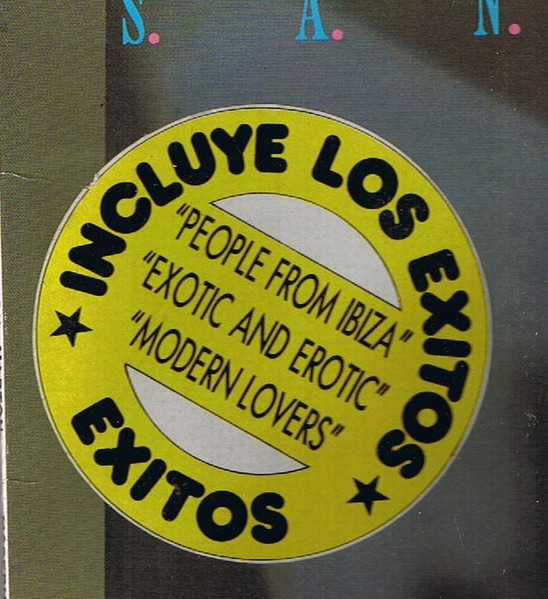 S. A. N.
INCLUYE LOS EXITOS
"PEOPLE FROM IBIZA"
"EXOTIC AND EROTIC"
"MODERN LOVERS"
EXITOS